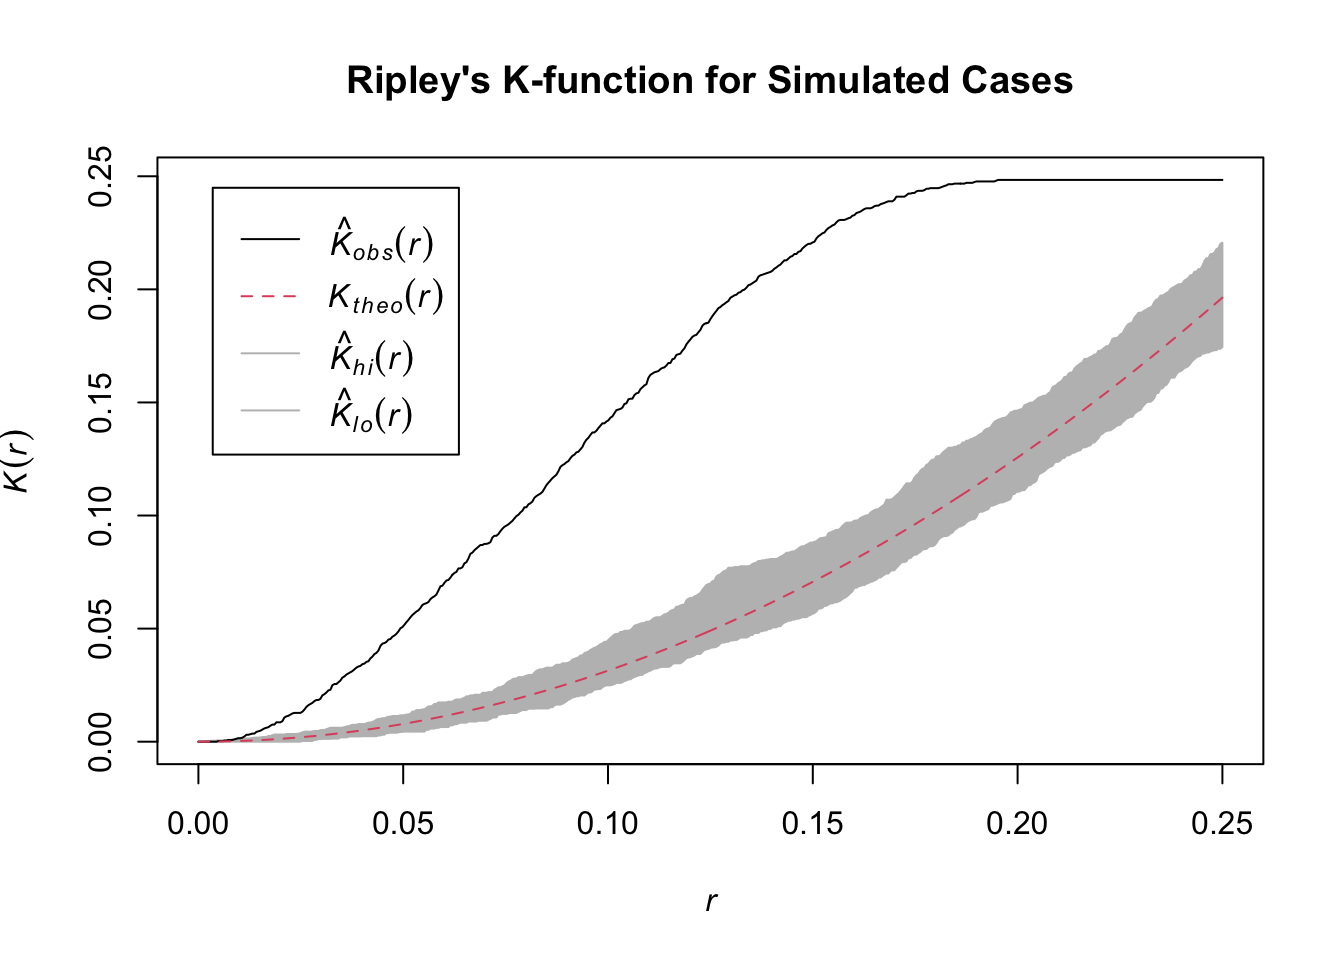 Ripley's K-function for Simulated Cases
K(r)
0.25
0.20
0.15
0.10
0.05
0.00
K̂obs(r)
Ktheo(r)
K̂hi(r)
K̂lo(r)
0.00 0.05 0.10 0.15 0.20 0.25
r